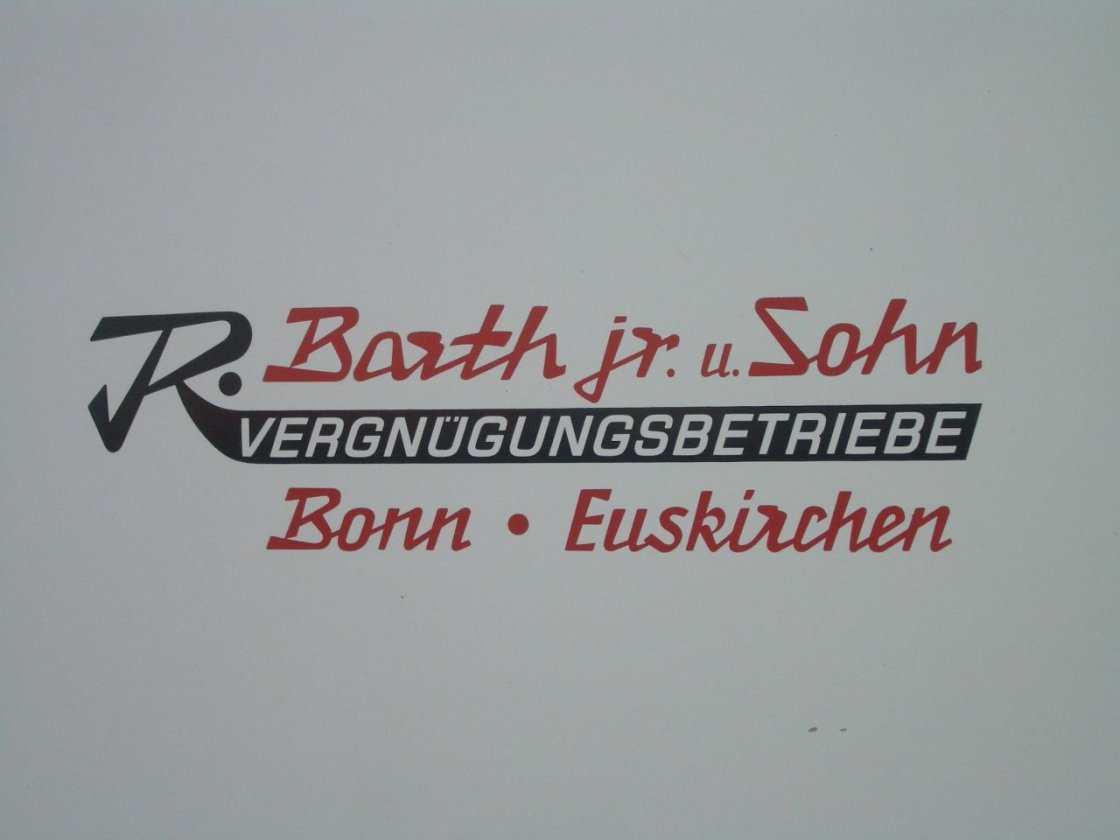 R. Barth jr. u. Sohn
VERGNÜGUNGSBETRIEBE
Bonn • Euskirchen